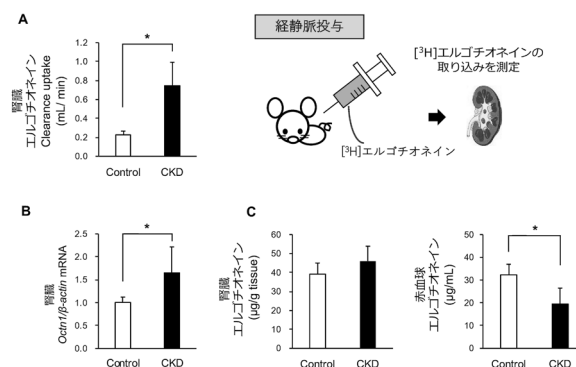 A
腎臓
エルゴチオネイン
Clearance uptake
(mL/ min)
1.2
1.0
0.8
0.6
0.4
0.2
0.0
*
Control
CKD
経静脈投与
[³H]エルゴチオネイン
[³H]エルゴチオネインの
取り込みを測定
B
腎臓
Octn1/β-actin mRNA
2.5
2.0
1.5
1.0
0.5
0.0
*
Control
CKD
C
腎臓
エルゴチオネイン
(μg/g tissue)
60
50
40
30
20
10
0
Control
CKD
赤血球
エルゴチオネイン
(μg/mL)
50
40
30
20
10
0
*
Control
CKD